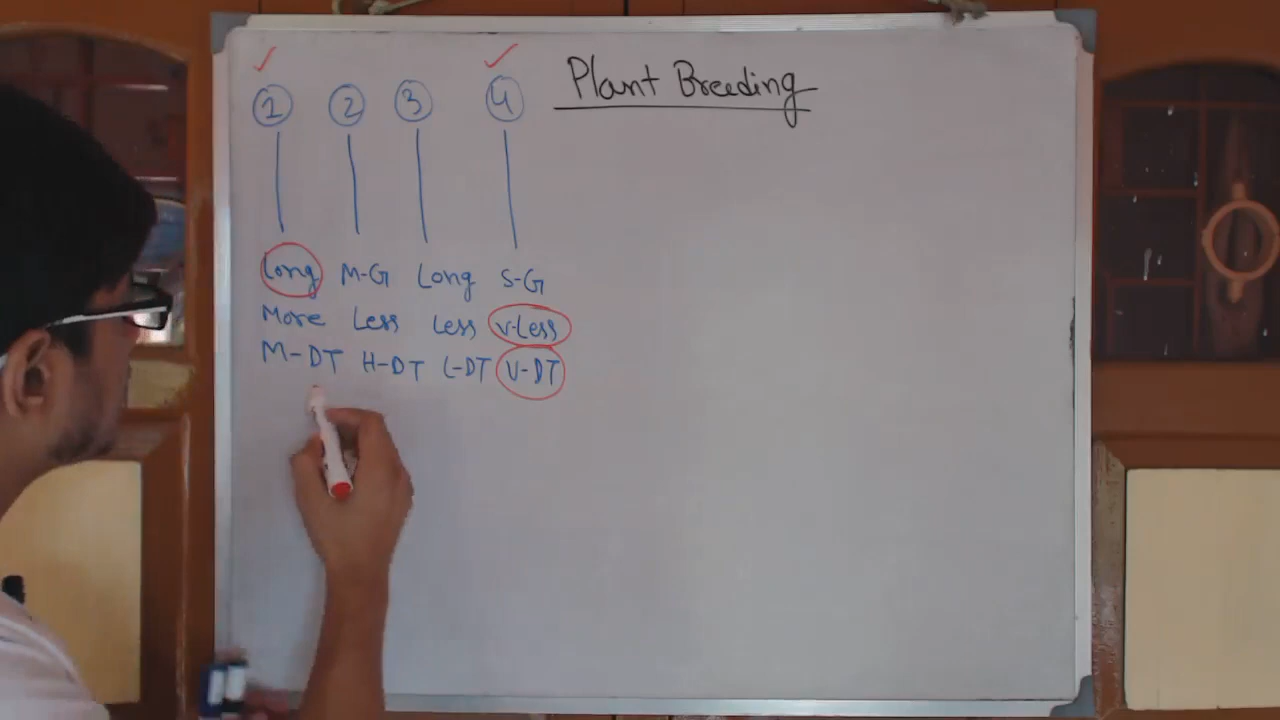 Plant Breeding
1 2 3 4
Long M-G Long S-G
More Less Less V-Less
M-DT H-DT L-DT V-DT